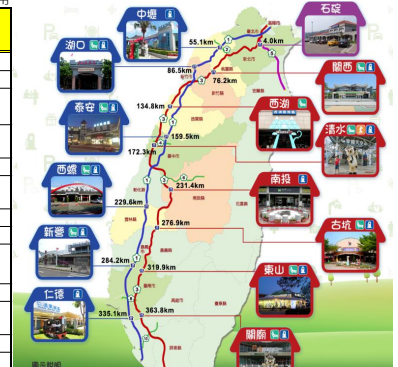 石碇
中壢
湖口
55.1km
4.0km
關西
86.5km
76.2km
泰安
134.8km
西湖
清水
159.5km
172.3km
西螺
231.4km
南投
229.6km
276.9km
古坑
新營
284.2km
319.9km
東山
仁德
335.1km
363.8km
關廟